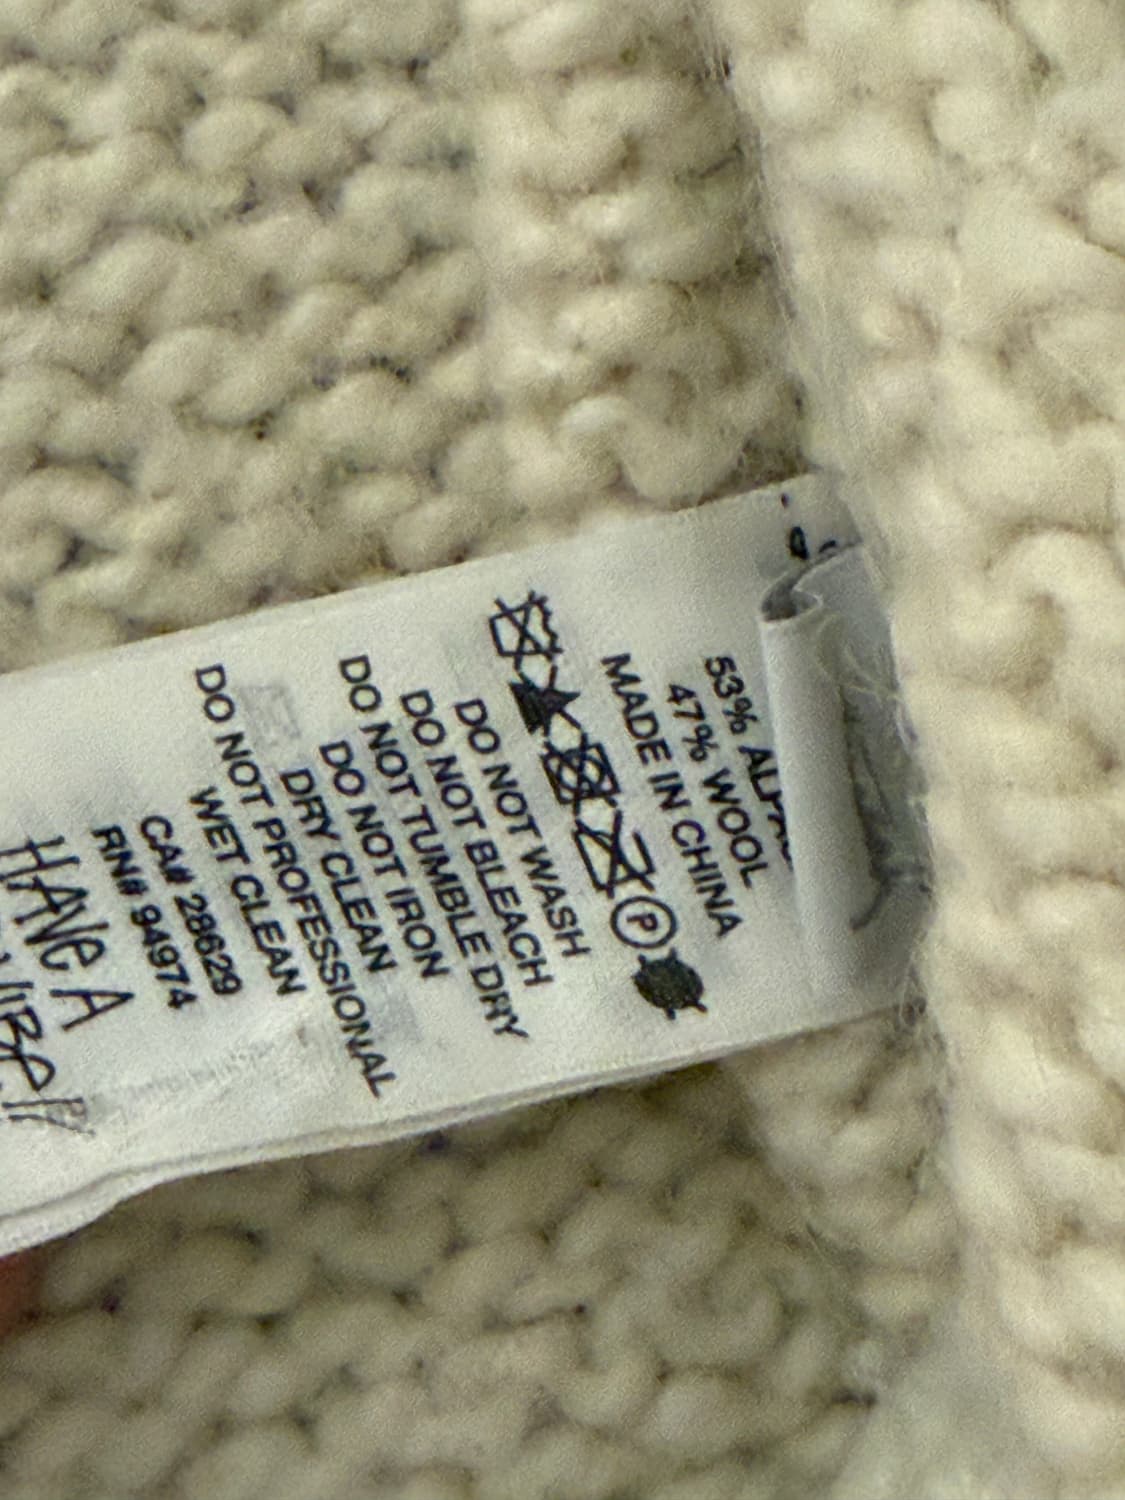 53%
47% WOOL
MADE IN CHINA
P
DO NOT WASH
DO NOT BLEACH
DO NOT TUMBLE DRY
DO NOT IRON
DRY CLEAN
DO NOT PROFESSIONAL
WET CLEAN
CA# 28629
RN# 94974
HAVE A